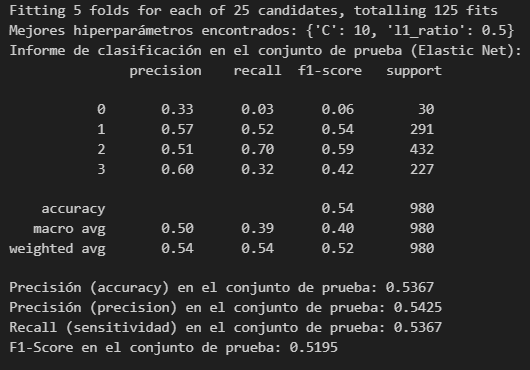 Fitting 5 folds for each of 25 candidates, totalling 125 fits
Mejores hiperparámetros encontrados: {'C': 10, 'l1_ratio': 0.5}
Informe de clasificación en el conjunto de prueba (Elastic Net):
precision recall f1-score support
0 0.33 0.03 0.06 30
1 0.57 0.52 0.54 291
2 0.51 0.70 0.59 432
3 0.60 0.32 0.42 227
accuracy 0.54 980
macro avg 0.50 0.39 0.40 980
weighted avg 0.54 0.54 0.52 980
Precisión (accuracy) en el conjunto de prueba: 0.5367
Precisión (precision) en el conjunto de prueba: 0.5425
Recall (sensitividad) en el conjunto de prueba: 0.5367
F1-Score en el conjunto de prueba: 0.5195